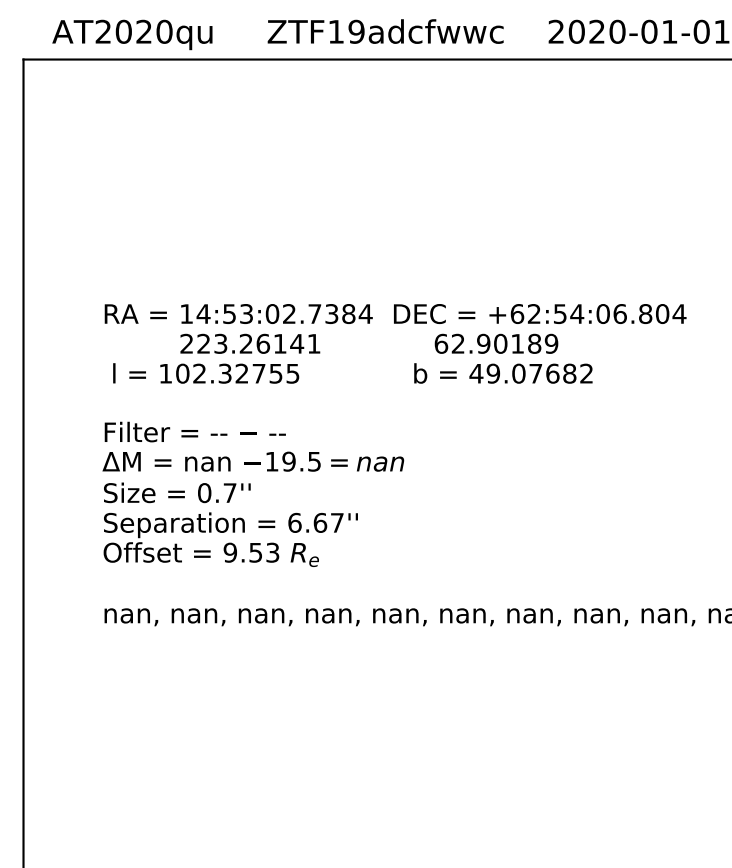 AT2020qu ZTF19adcfwwc 2020-01-01
RA = 14:53:02.7384 DEC = +62:54:06.804
223.26141 62.90189
l = 102.32755 b = 49.07682
Filter = -- − --
ΔM = nan −19.5 = nan
Size = 0.7''
Separation = 6.67''
Offset = 9.53 Rₑ
nan, nan, nan, nan, nan, nan, nan, nan, nan,